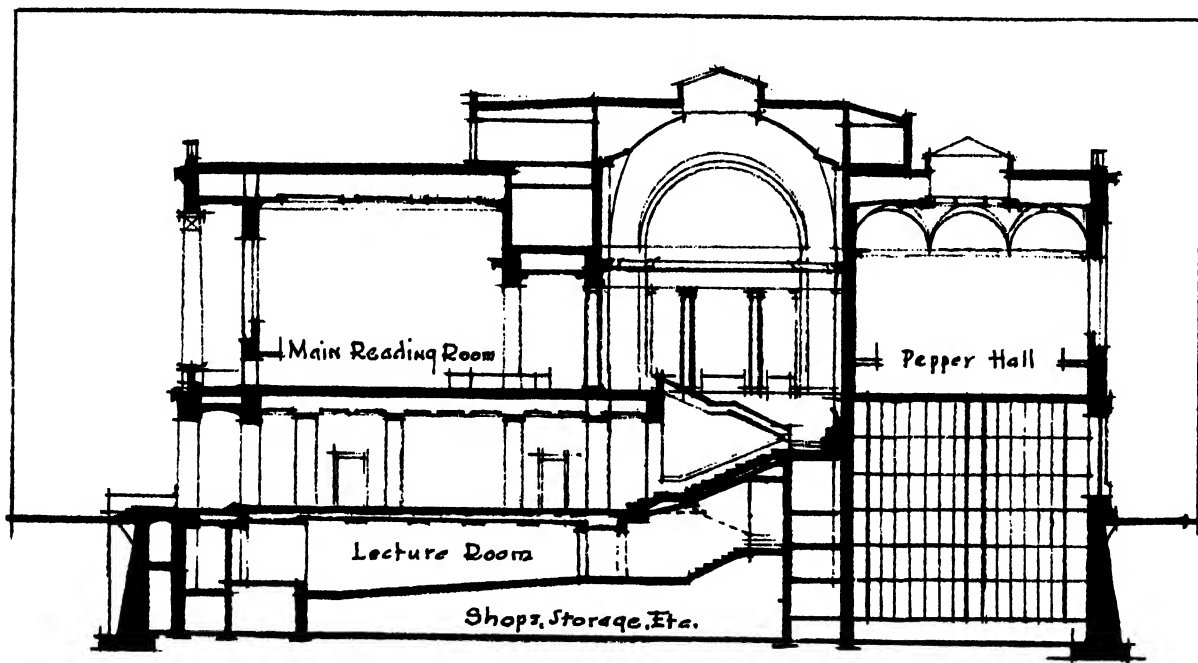 Main Reading Room
Pepper Hall
Lecture Room
Shops, Storage, Etc.